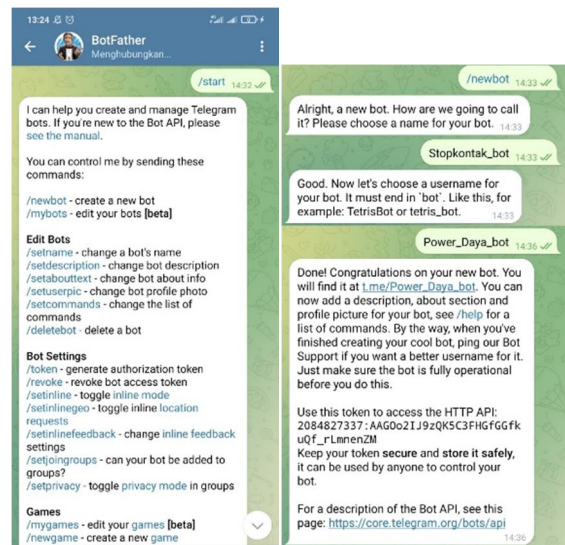 13:24
BotFather
Menghubungkan...
/start 14:32
I can help you create and manage Telegram
bots. If you're new to the Bot API, please
see the manual.
You can control me by sending these
commands:
/newbot - create a new bot
/mybots - edit your bots [beta]
Edit Bots
/setname - change a bot's name
/setdescription - change bot description
/setabouttext - change bot about info
/setuserpic - change bot profile photo
/setcommands - change the list of
commands
/deletebot - delete a bot
Bot Settings
/token - generate authorization token
/revoke - revoke bot access token
/setinline - toggle inline mode
/setinlinegeo - toggle inline location
requests
/setinlinefeedback - change inline feedback
settings
/setjoingroups - can your bot be added to
groups?
/setprivacy - toggle privacy mode in groups
Games
/mygames - edit your games [beta]
/newgame - create a new game
/newbot 14:33
Alright, a new bot. How are we going to call
it? Please choose a name for your bot. 14:33
Stopkontak_bot 14:33
Good. Now let's choose a username for
your bot. It must end in `bot`. Like this, for
example: TetrisBot or tetris_bot. 14:33
Power_Daya_bot 14:36
Done! Congratulations on your new bot. You
will find it at t.me/Power_Daya_bot. You can
now add a description, about section and
profile picture for your bot, see /help for a
list of commands. By the way, when you've
finished creating your cool bot, ping our Bot
Support if you want a better username for it.
Just make sure the bot is fully operational
before you do this.
Use this token to access the HTTP API:
2084827337:AAGOo2IJ9zQK5C3FHGfGGfk
uQf_rLmnenZM
Keep your token secure and store it safely,
it can be used by anyone to control your
bot.
For a description of the Bot API, see this
page: https://core.telegram.org/bots/api
14:36